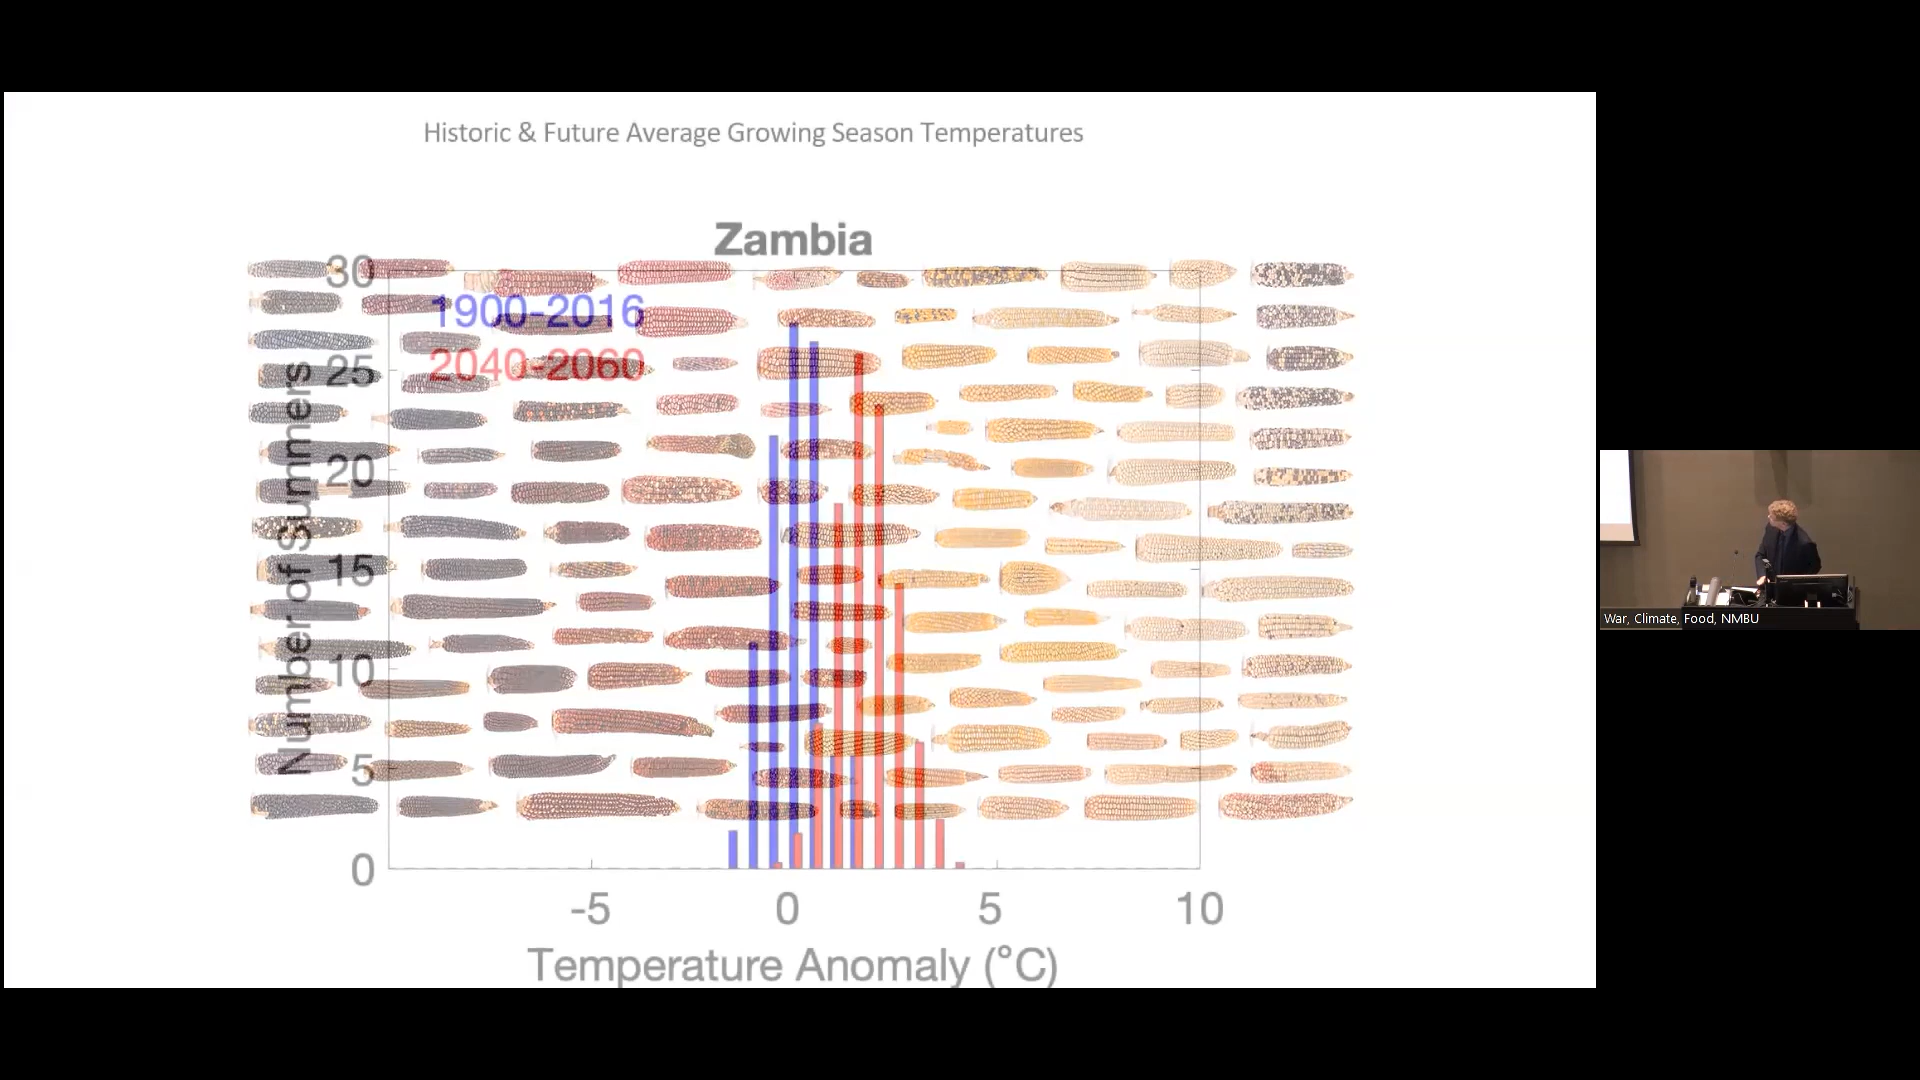 Historic & Future Average Growing Season Temperatures
Zambia
1900-2016
2040-2060
Number of Summers
30
25
20
15
10
5
0
-5
0
5
10
Temperature Anomaly (°C)
War, Climate, Food, NMBU